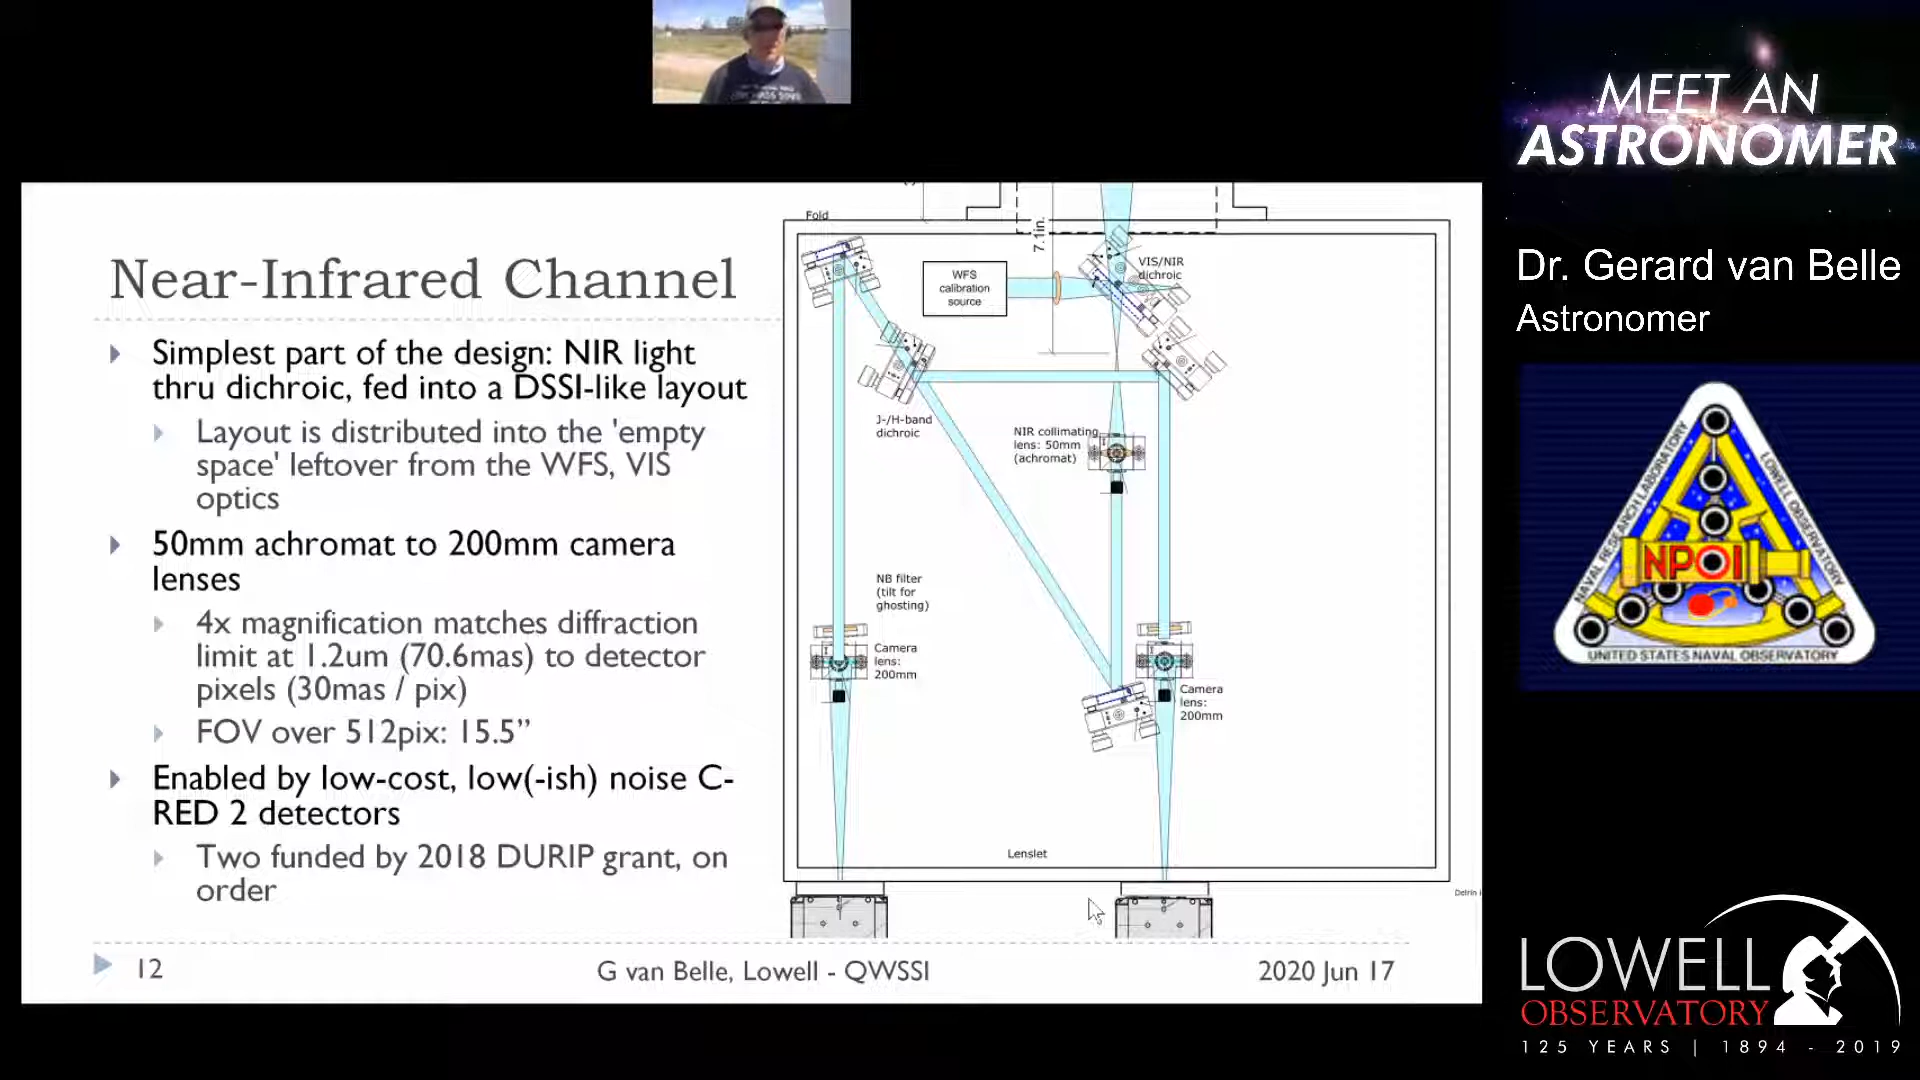 MEET AN
ASTRONOMER
Dr. Gerard van Belle
Astronomer
NAVAL RESEARCH LABORATORY
LOWELL OBSERVATORY
NPOI
UNITED STATES NAVAL OBSERVATORY
LOWELL
OBSERVATORY
125 YEARS | 1894 - 2019
Near-Infrared Channel
Simplest part of the design: NIR light
thru dichroic, fed into a DSSI-like layout
Layout is distributed into the 'empty
space' leftover from the WFS, VIS
optics
50mm achromat to 200mm camera
lenses
4x magnification matches diffraction
limit at 1.2um (70.6mas) to detector
pixels (30mas / pix)
FOV over 512pix: 15.5”
Enabled by low-cost, low(-ish) noise C-
RED 2 detectors
Two funded by 2018 DURIP grant, on
order
Fold
7.1in.
WFS
calibration
source
VIS/NIR
dichroic
J-/H-band
dichroic
NIR collimating
lens: 50mm
(achromat)
NB filter
(tilt for
ghosting)
Camera
lens:
200mm
Camera
lens:
200mm
Lenslet
Delrin
12
G van Belle, Lowell - QWSSI
2020 Jun 17